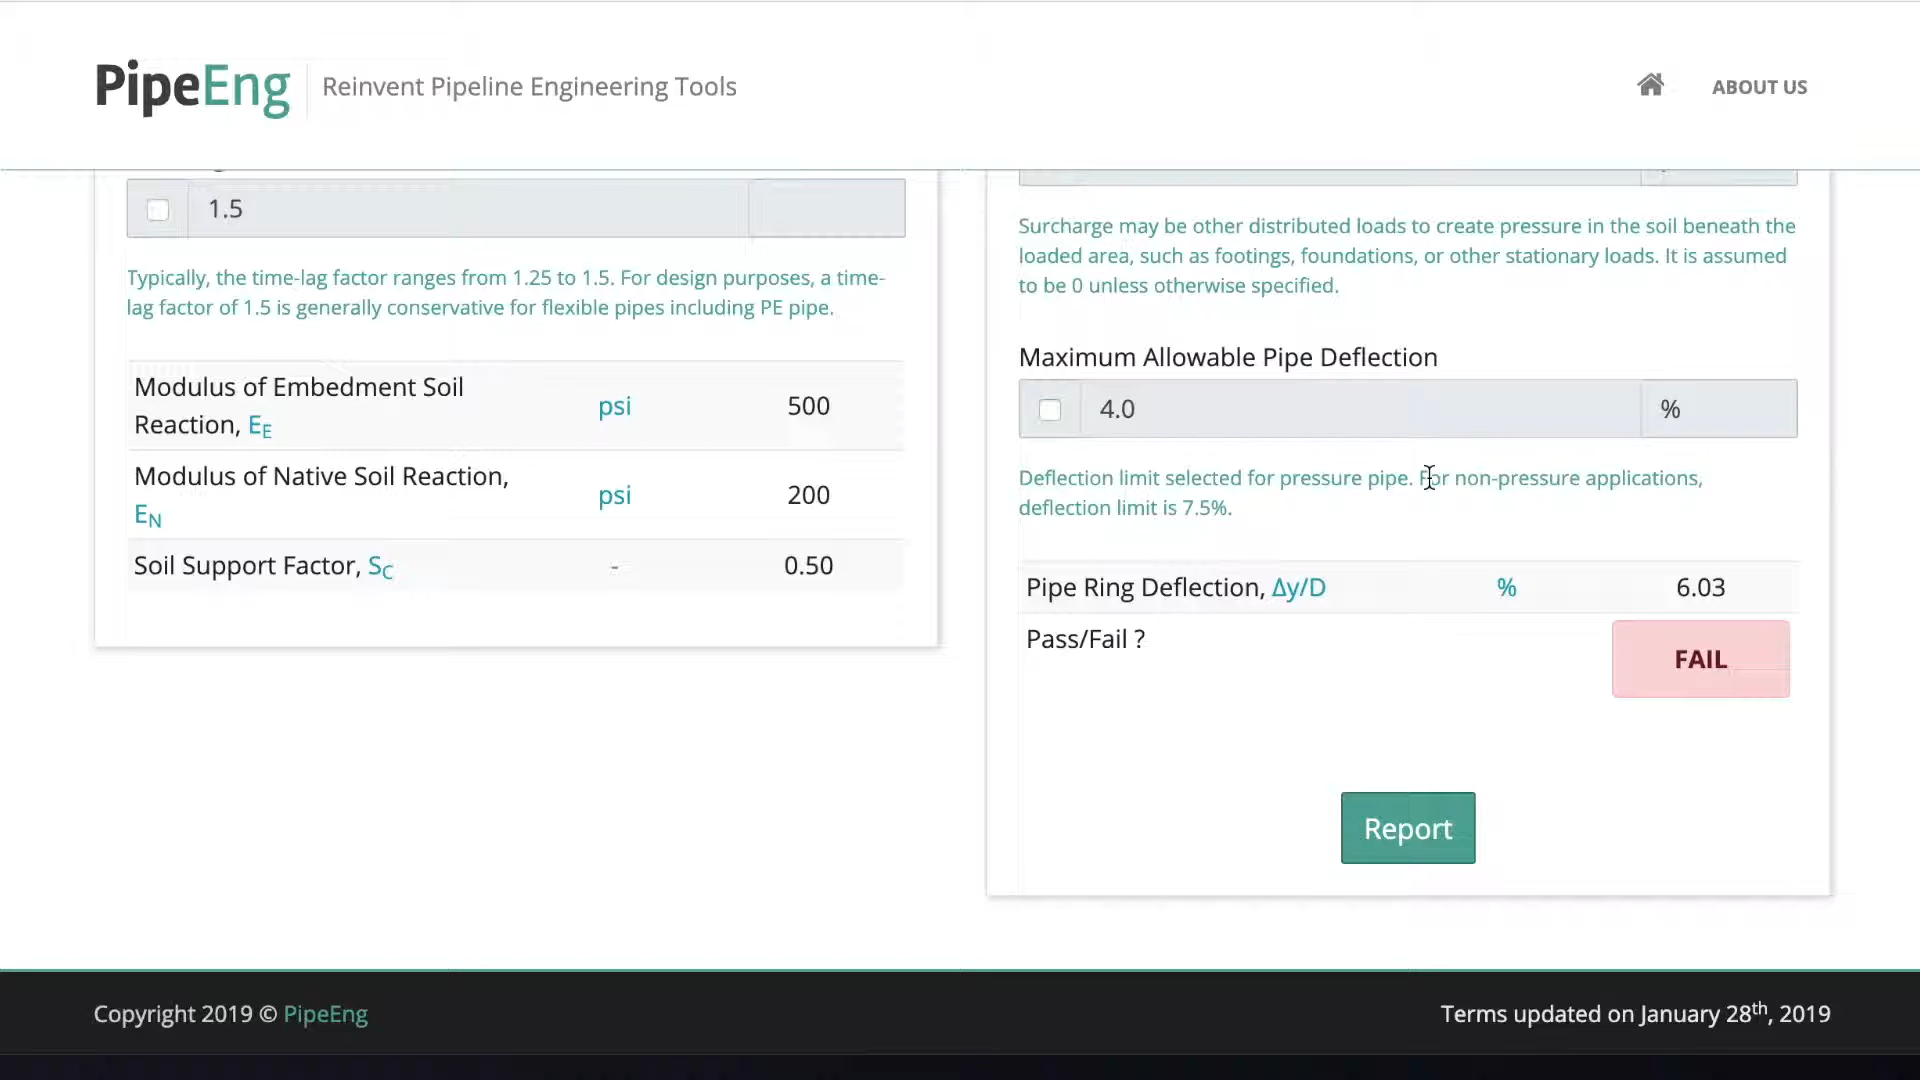 PipeEng Reinvent Pipeline Engineering Tools
ABOUT US
1.5
Typically, the time-lag factor ranges from 1.25 to 1.5. For design purposes, a time-
lag factor of 1.5 is generally conservative for flexible pipes including PE pipe.
Modulus of Embedment Soil
Reaction, EE psi 500
Modulus of Native Soil Reaction,
EN psi 200
Soil Support Factor, SC - 0.50
Surcharge may be other distributed loads to create pressure in the soil beneath the
loaded area, such as footings, foundations, or other stationary loads. It is assumed
to be 0 unless otherwise specified.
Maximum Allowable Pipe Deflection
4.0 %
Deflection limit selected for pressure pipe. For non-pressure applications,
deflection limit is 7.5%.
Pipe Ring Deflection, Δy/D % 6.03
Pass/Fail ?
FAIL
Report
Copyright 2019 © PipeEng
Terms updated on January 28th, 2019